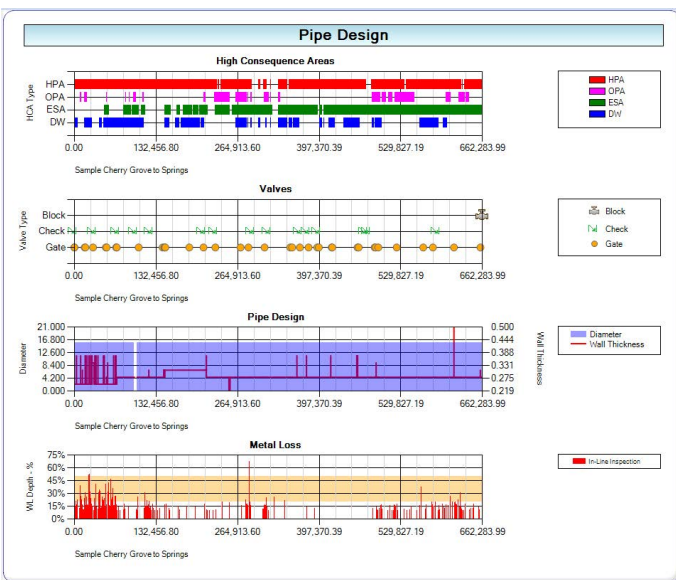 Pipe Design
High Consequence Areas
HCA Type
HPA
OPA
ESA
DW
0.00 132,456.80 264,913.60 397,370.39 529,827.19 662,283.99
Sample Cherry Grove to Springs
HPA
OPA
ESA
DW
Valves
Valve Type
Block
Check
Gate
0.00 132,456.80 264,913.60 397,370.39 529,827.19 662,283.99
Sample Cherry Grove to Springs
Block
Check
Gate
Pipe Design
Diameter
21.000
16.800
12.600
8.400
4.200
0.000
0.500
0.444
0.388
0.331
0.275
0.219
Wall Thickness
0.00 132,456.80 264,913.60 397,370.39 529,827.19 662,283.99
Sample Cherry Grove to Springs
Diameter
Wall Thickness
Metal Loss
WL Depth - %
75%
60%
45%
30%
15%
0%
0.00 132,456.80 264,913.60 397,370.39 529,827.19 662,283.99
Sample Cherry Grove to Springs
In-Line Inspection